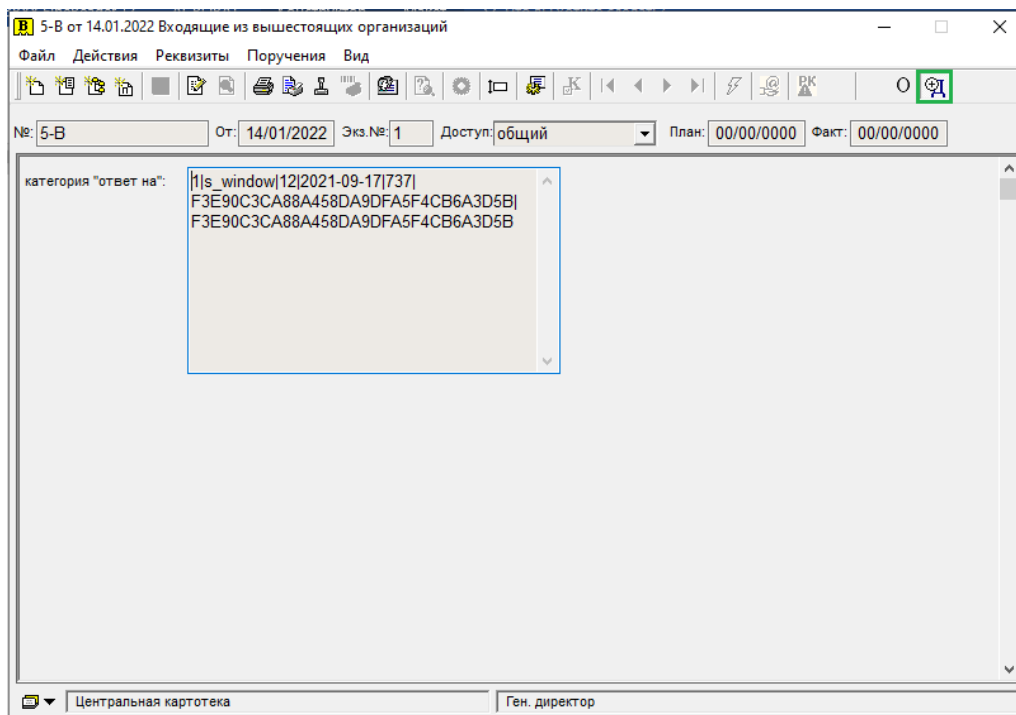 5-В от 14.01.2022 Входящие из вышестоящих организаций
Файл Действия Реквизиты Поручения Вид
РК О Д
№: 5-В От: 14/01/2022 Экз.№: 1 Доступ: общий План: 00/00/0000 Факт: 00/00/0000
категория "ответ на": 1|s_window|12|2021-09-17|737|
F3E90C3CA88A458DA9DFA5F4CB6A3D5B|
F3E90C3CA88A458DA9DFA5F4CB6A3D5B
Центральная картотека Ген. директор